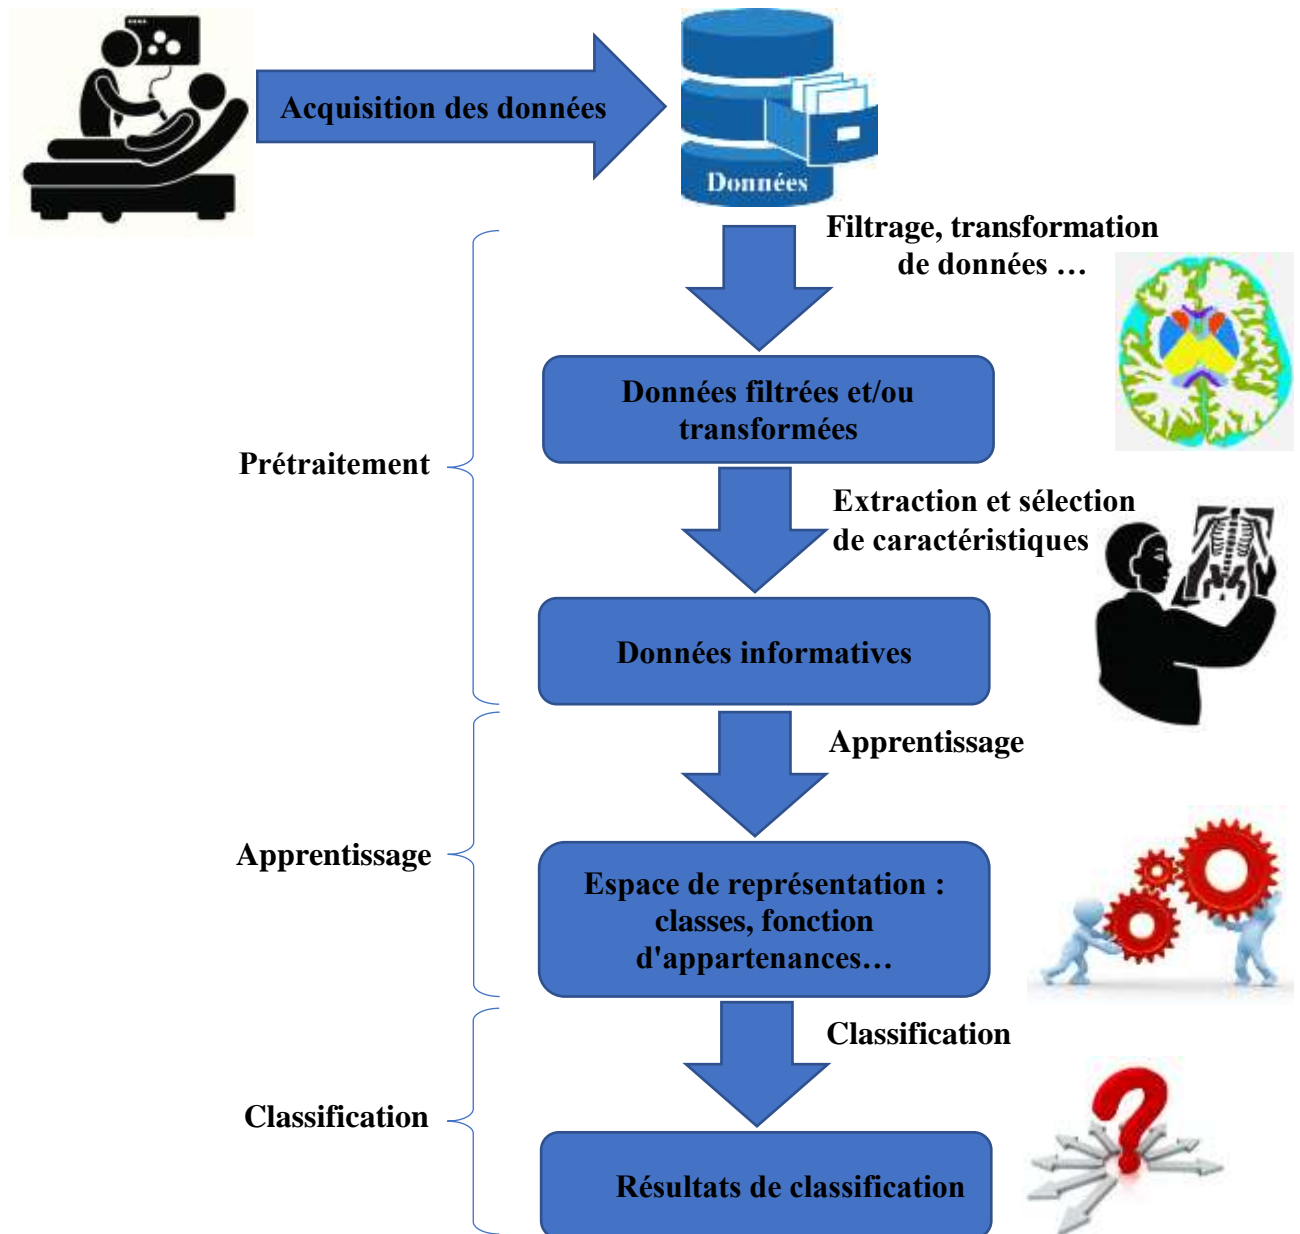 Acquisition des données
Données
Filtrage, transformation
de données …
Données filtrées et/ou
transformées
Prétraitement
Extraction et sélection
de caractéristiques
Données informatives
Apprentissage
Apprentissage
Espace de représentation :
classes, fonction
d'appartenances…
Classification
Classification
Résultats de classification